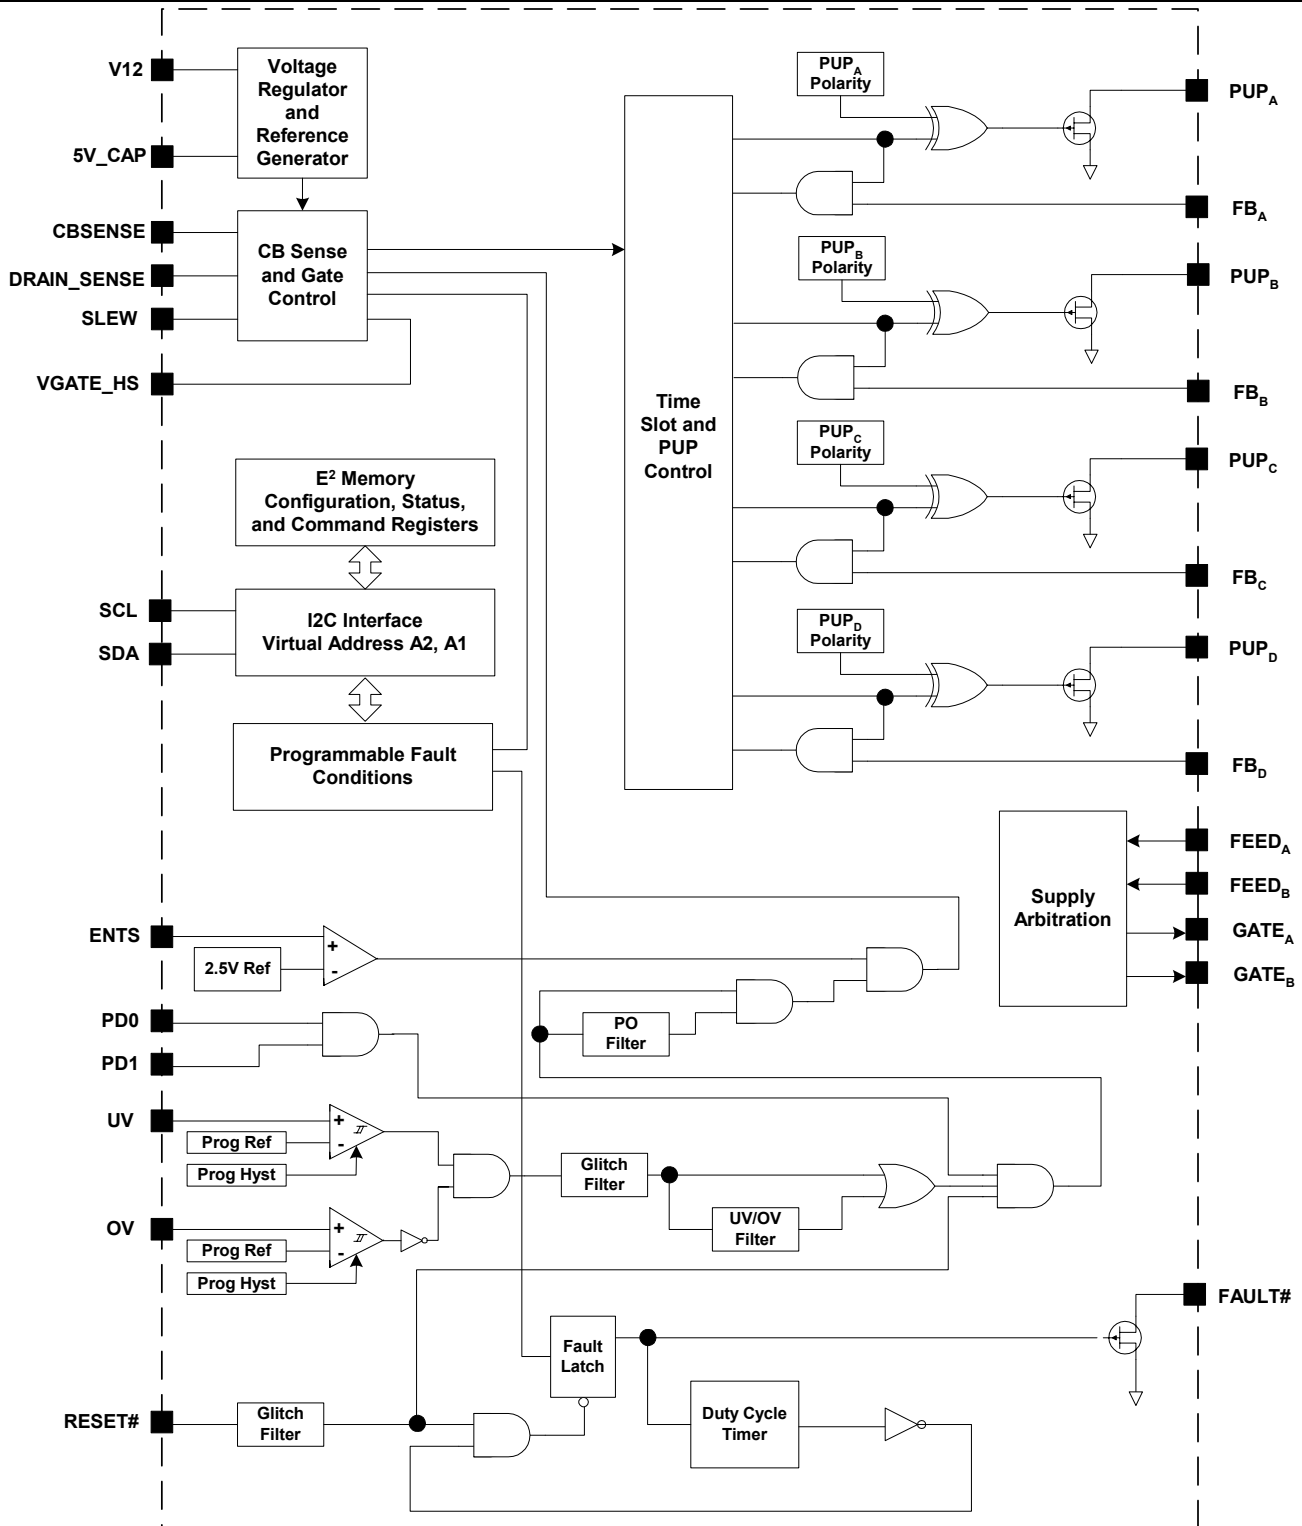 V12
5V_CAP
CBSENSE
DRAIN_SENSE
SLEW
VGATE_HS
SCL
SDA
ENTS
PD0
PD1
UV
OV
RESET#
Voltage
Regulator
and
Reference
Generator
CB Sense
and Gate
Control
E² Memory
Configuration, Status,
and Command Registers
I2C Interface
Virtual Address A2, A1
Programmable Fault
Conditions
2.5V Ref
+
-
Prog Ref
Prog Hyst
+
-
Prog Ref
Prog Hyst
+
-
Glitch
Filter
Glitch
Filter
UV/OV
Filter
PO
Filter
Fault
Latch
Duty Cycle
Timer
Time
Slot and
PUP
Control
PUPA
Polarity
PUPB
Polarity
PUPC
Polarity
PUPD
Polarity
Supply
Arbitration
PUPA
FBA
PUPB
FBB
PUPC
FBC
PUPD
FBD
FEEDA
FEEDB
GATEA
GATEB
FAULT#